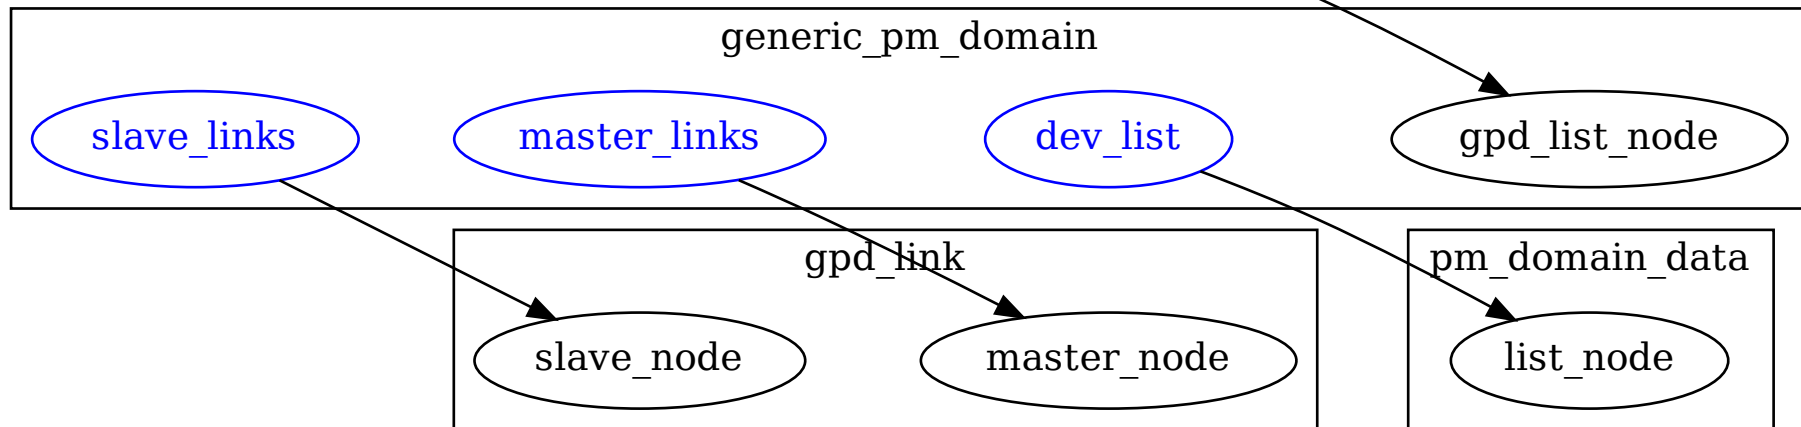 generic_pm_domain
slave_links
master_links
dev_list
gpd_list_node
gpd_link
pm_domain_data
slave_node
master_node
list_node